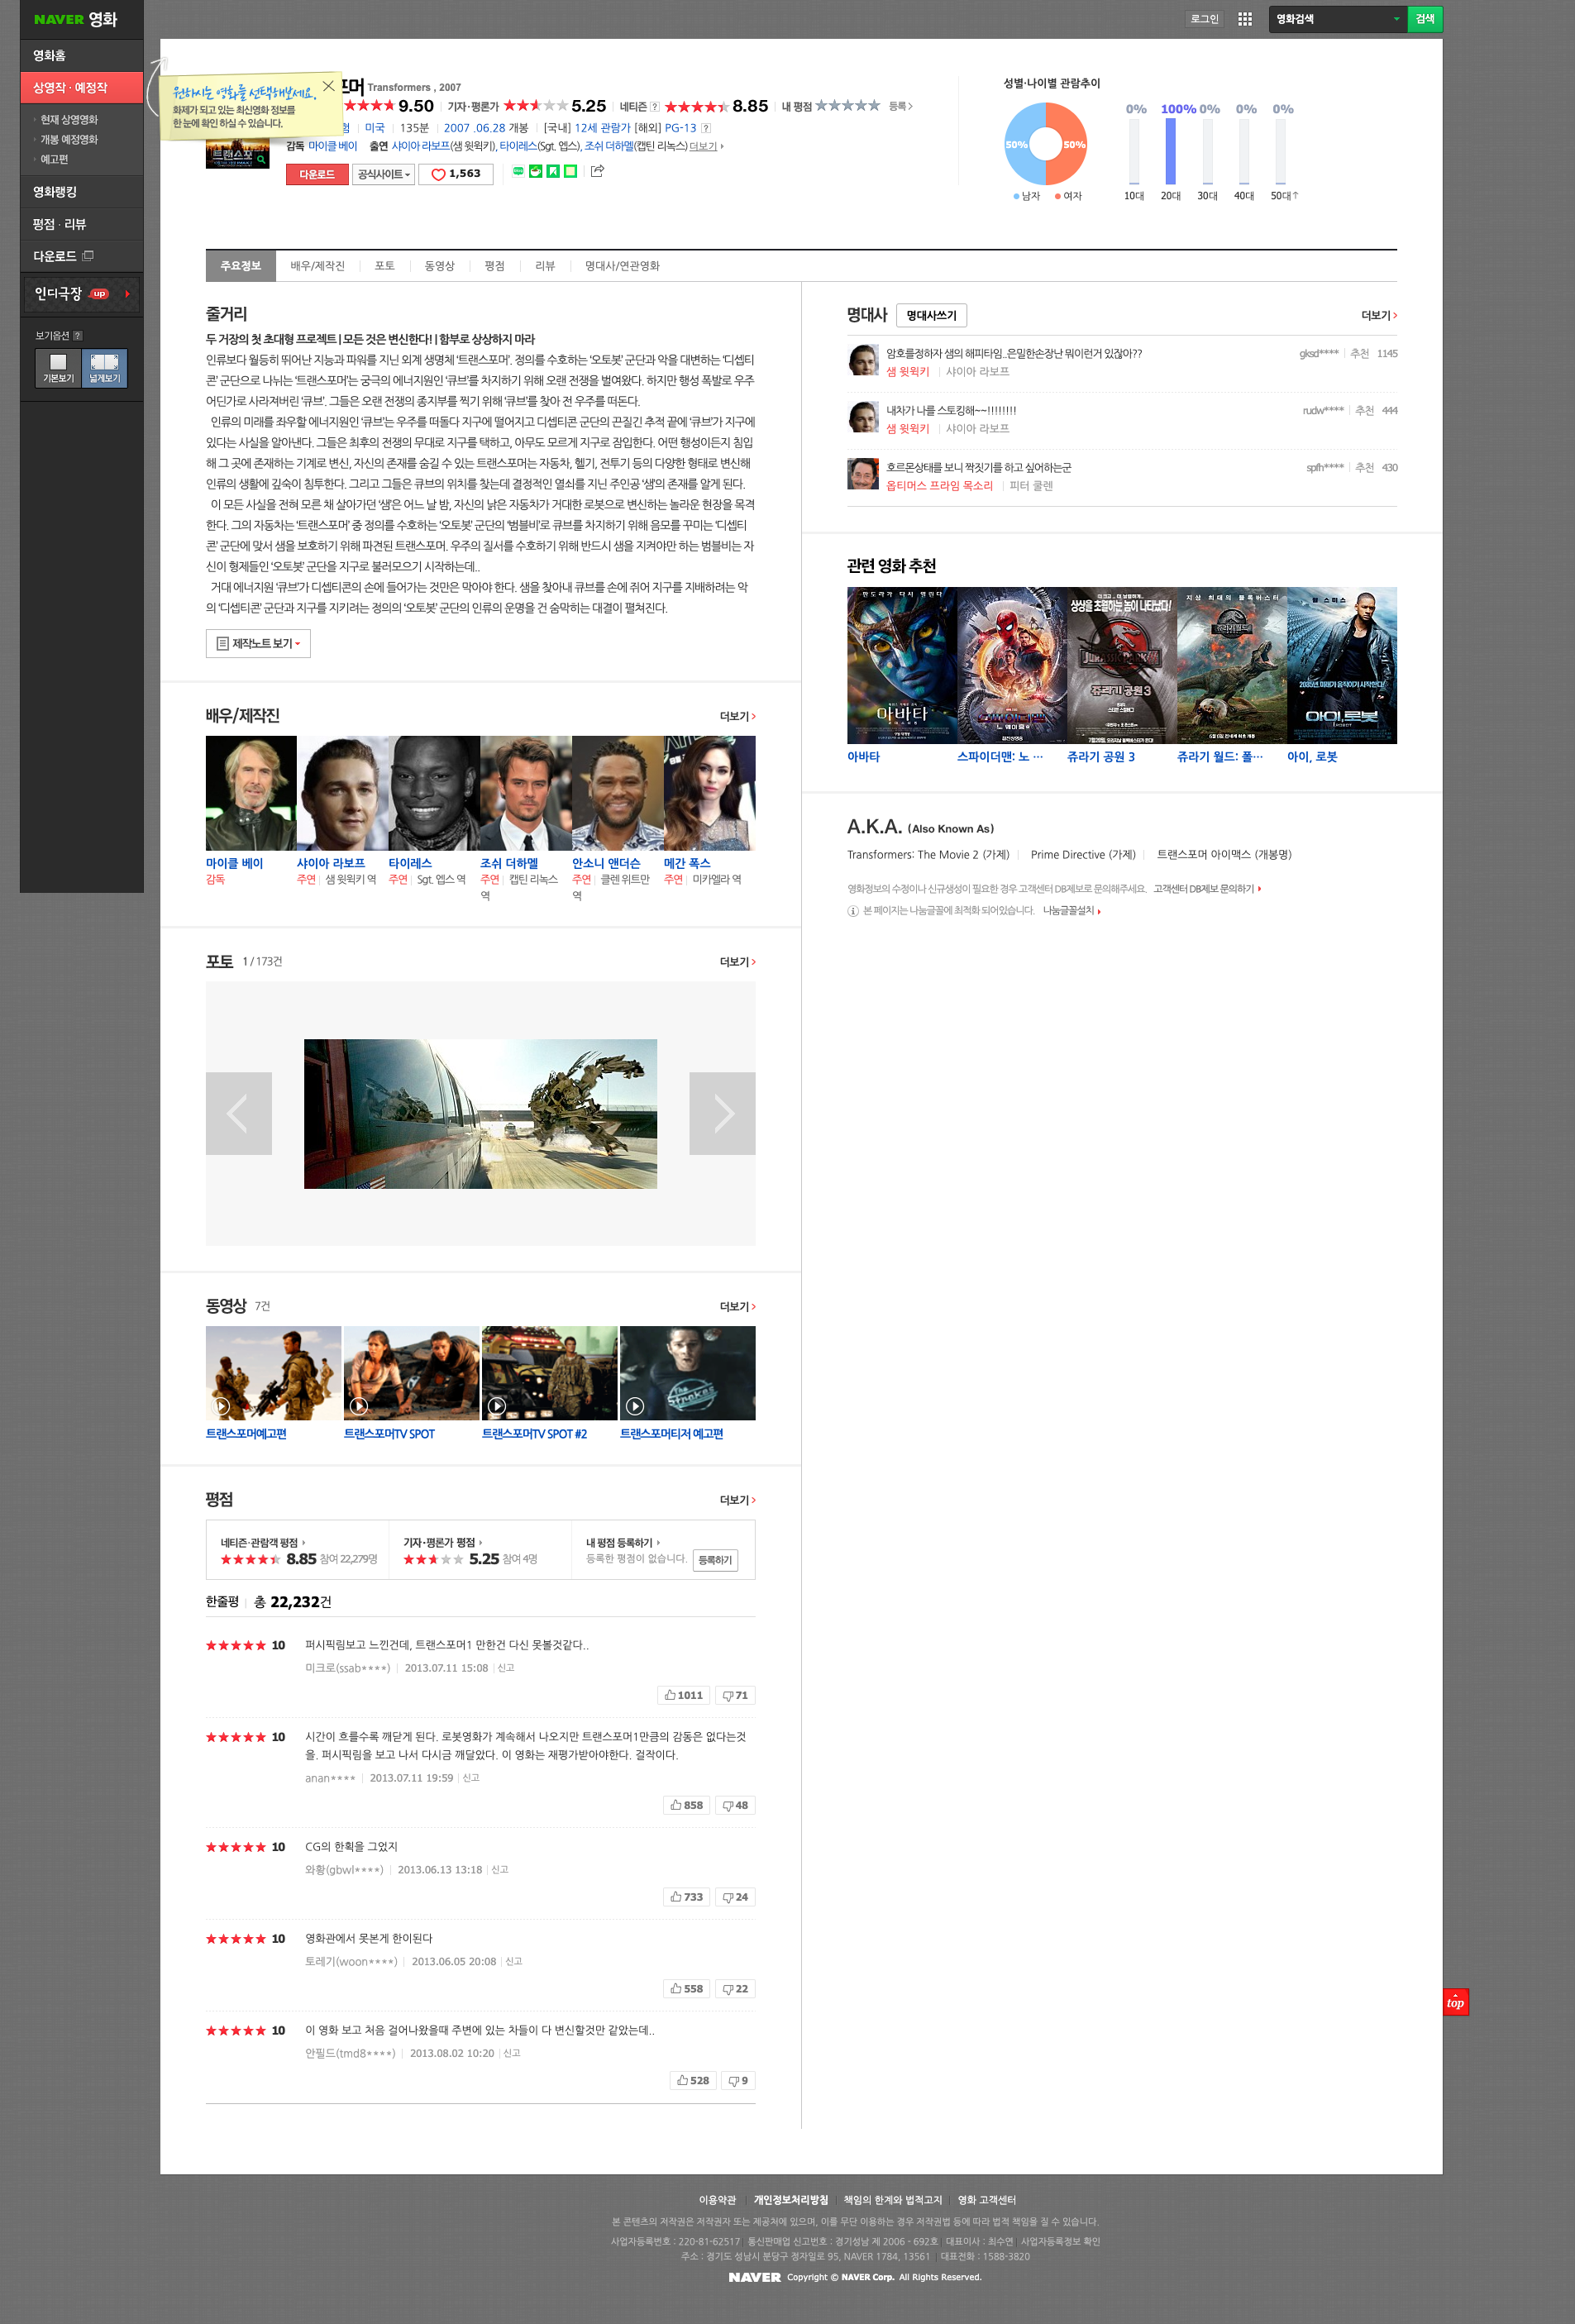 NAVER 영화
로그인
영화검색
검색
영화홈
상영작 · 예정작
현재 상영영화
개봉 예정영화
예고편
영화랭킹
평점 · 리뷰
다운로드
인디극장 up
보기옵션 ?
기본보기 넓게보기
원하시는 영화를 선택해보세요.
화제가 되고 있는 최신영화 정보를
한 눈에 확인 하실 수 있습니다.
포머 Transformers , 2007
9.50 기자·평론가 5.25 네티즌 ? 8.85 내 평점 등록
험 미국 135분 2007 .06.28 개봉 [국내] 12세 관람가 [해외] PG-13 ?
감독 마이클 베이 출연 샤이아 라보프(샘 윗윅키), 타이레스(Sgt. 엡스), 조쉬 더하멜(캡틴 리녹스) 더보기
다운로드 공식사이트 1,563
트랜스포
성별·나이별 관람추이
50% 50%
남자 여자
0% 100% 0% 0% 0%
10대 20대 30대 40대 50대↑
주요정보 배우/제작진 포토 동영상 평점 리뷰 명대사/연관영화
줄거리
두 거장의 첫 초대형 프로젝트 | 모든 것은 변신한다! | 함부로 상상하지 마라
인류보다 월등히 뛰어난 지능과 파워를 지닌 외계 생명체 '트랜스포머'. 정의를 수호하는 '오토봇' 군단과 악을 대변하는 '디셉티
콘' 군단으로 나뉘는 '트랜스포머'는 궁극의 에너지원인 '큐브'를 차지하기 위해 오랜 전쟁을 벌여왔다. 하지만 행성 폭발로 우주
어딘가로 사라져버린 '큐브'. 그들은 오랜 전쟁의 종지부를 찍기 위해 '큐브'를 찾아 전 우주를 떠돈다.
인류의 미래를 좌우할 에너지원인 '큐브'는 우주를 떠돌다 지구에 떨어지고 디셉티콘 군단의 끈질긴 추적 끝에 '큐브'가 지구에
있다는 사실을 알아낸다. 그들은 최후의 전쟁의 무대로 지구를 택하고, 아무도 모르게 지구로 잠입한다. 어떤 행성이든지 침입
해 그 곳에 존재하는 기계로 변신, 자신의 존재를 숨길 수 있는 트랜스포머는 자동차, 헬기, 전투기 등의 다양한 형태로 변신해
인류의 생활에 깊숙이 침투한다. 그리고 그들은 큐브의 위치를 찾는데 결정적인 열쇠를 지닌 주인공 '샘'의 존재를 알게 된다.
이 모든 사실을 전혀 모른 채 살아가던 '샘'은 어느 날 밤, 자신의 낡은 자동차가 거대한 로봇으로 변신하는 놀라운 현장을 목격
한다. 그의 자동차는 '트랜스포머' 중 정의를 수호하는 '오토봇' 군단의 '범블비'로 큐브를 차지하기 위해 음모를 꾸미는 '디셉티
콘' 군단에 맞서 샘을 보호하기 위해 파견된 트랜스포머. 우주의 질서를 수호하기 위해 반드시 샘을 지켜야만 하는 범블비는 자
신이 형제들인 '오토봇' 군단을 지구로 불러모으기 시작하는데..
거대 에너지원 '큐브'가 디셉티콘의 손에 들어가는 것만은 막아야 한다. 샘을 찾아내 큐브를 손에 쥐어 지구를 지배하려는 악
의 '디셉티콘' 군단과 지구를 지키려는 정의의 '오토봇' 군단의 인류의 운명을 건 숨막히는 대결이 펼쳐진다.
제작노트 보기
배우/제작진 더보기
마이클 베이 샤이아 라보프 타이레스 조쉬 더하멜 안소니 앤더슨 메간 폭스
감독 주연 샘 윗윅키 역 주연 Sgt. 엡스 역 주연 캡틴 리녹스 주연 글렌 위트만 주연 미카엘라 역
역 역
포토 1 / 173건 더보기
동영상 7건 더보기
The Strokes
트랜스포머예고편 트랜스포머TV SPOT 트랜스포머TV SPOT #2 트랜스포머티저 예고편
평점 더보기
네티즌·관람객 평점 기자·평론가 평점 내 평점 등록하기
8.85 참여 22,279명 5.25 참여 4명 등록한 평점이 없습니다. 등록하기
한줄평 총 22,232건
10 퍼시픽림보고 느낀건데, 트랜스포머1 만한건 다신 못볼것같다..
미크로(ssab****) 2013.07.11 15:08 신고
1011 71
10 시간이 흐를수록 깨닫게 된다. 로봇영화가 계속해서 나오지만 트랜스포머1만큼의 감동은 없다는것
을. 퍼시픽림을 보고 나서 다시금 깨달았다. 이 영화는 재평가받아야한다. 걸작이다.
anan**** 2013.07.11 19:59 신고
858 48
10 CG의 한획을 그었지
와황(gbwl****) 2013.06.13 13:18 신고
733 24
10 영화관에서 못본게 한이된다
토레기(woon****) 2013.06.05 20:08 신고
558 22
10 이 영화 보고 처음 걸어나왔을때 주변에 있는 차들이 다 변신할것만 같았는데..
안필드(tmd8****) 2013.08.02 10:20 신고
528 9
명대사 명대사쓰기 더보기
암호를정하자 샘의 해피타임..은밀한손장난 뭐이런거 있잖아?? gksd**** 추천 1145
샘 윗윅키 샤이아 라보프
내차가 나를 스토킹해~~!!!!!!!! rudw**** 추천 444
샘 윗윅키 샤이아 라보프
호르몬상태를 보니 짝짓기를 하고 싶어하는군 spfh**** 추천 430
옵티머스 프라임 목소리 피터 쿨렌
관련 영화 추천
판도라가 다시 열린다
아바타
상상을 초월하는 놈이 나타났다!
JURASSIC PARK
쥬라기 공원 3
지상 최대의 블록버스터
쥬라기 월드
윌 스미스
2035년, 미래가 움직이기 시작한다!
아이,로봇
아바타 스파이더맨: 노 … 쥬라기 공원 3 쥬라기 월드: 폴… 아이, 로봇
A.K.A. (Also Known As)
Transformers: The Movie 2 (가제) Prime Directive (가제) 트랜스포머 아이맥스 (개봉명)
영화정보의 수정이나 신규생성이 필요한 경우 고객센터 DB제보로 문의해주세요. 고객센터 DB제보 문의하기
본 페이지는 나눔글꼴에 최적화 되어있습니다. 나눔글꼴설치
top
이용약관 개인정보처리방침 책임의 한계와 법적고지 영화 고객센터
본 콘텐츠의 저작권은 저작권자 또는 제공처에 있으며, 이를 무단 이용하는 경우 저작권법 등에 따라 법적 책임을 질 수 있습니다.
사업자등록번호 : 220-81-62517 통신판매업 신고번호 : 경기성남 제 2006 - 692호 대표이사 : 최수연 사업자등록정보 확인
주소 : 경기도 성남시 분당구 정자일로 95, NAVER 1784, 13561 대표전화 : 1588-3820
NAVER Copyright © NAVER Corp. All Rights Reserved.